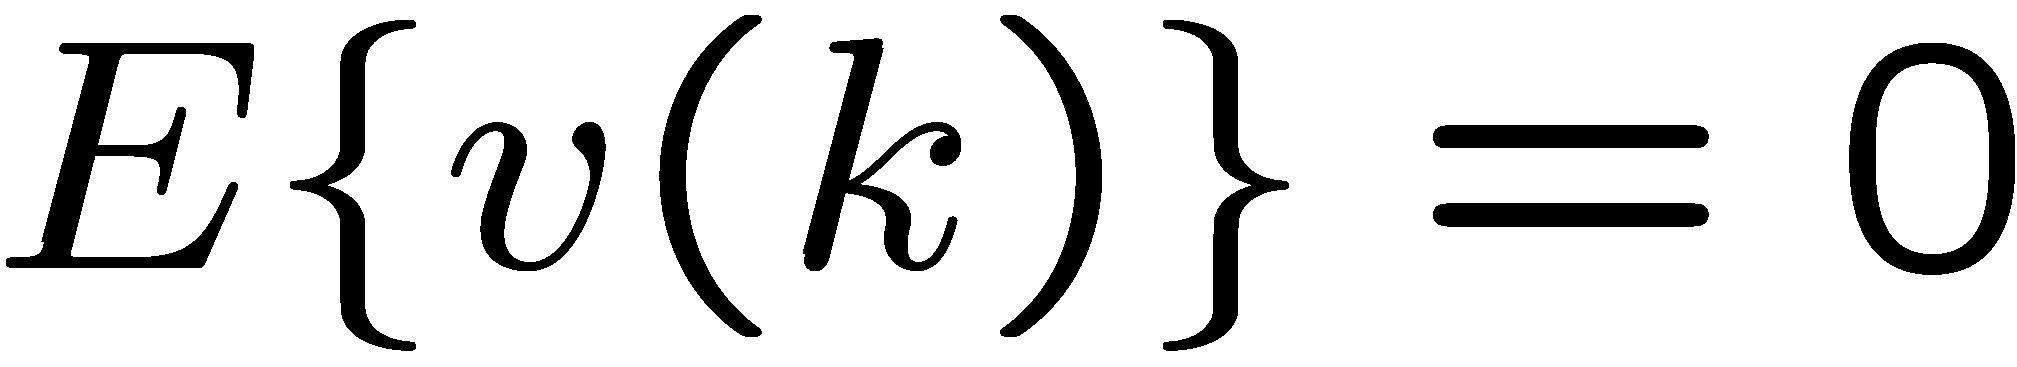 E{v(k)} = 0